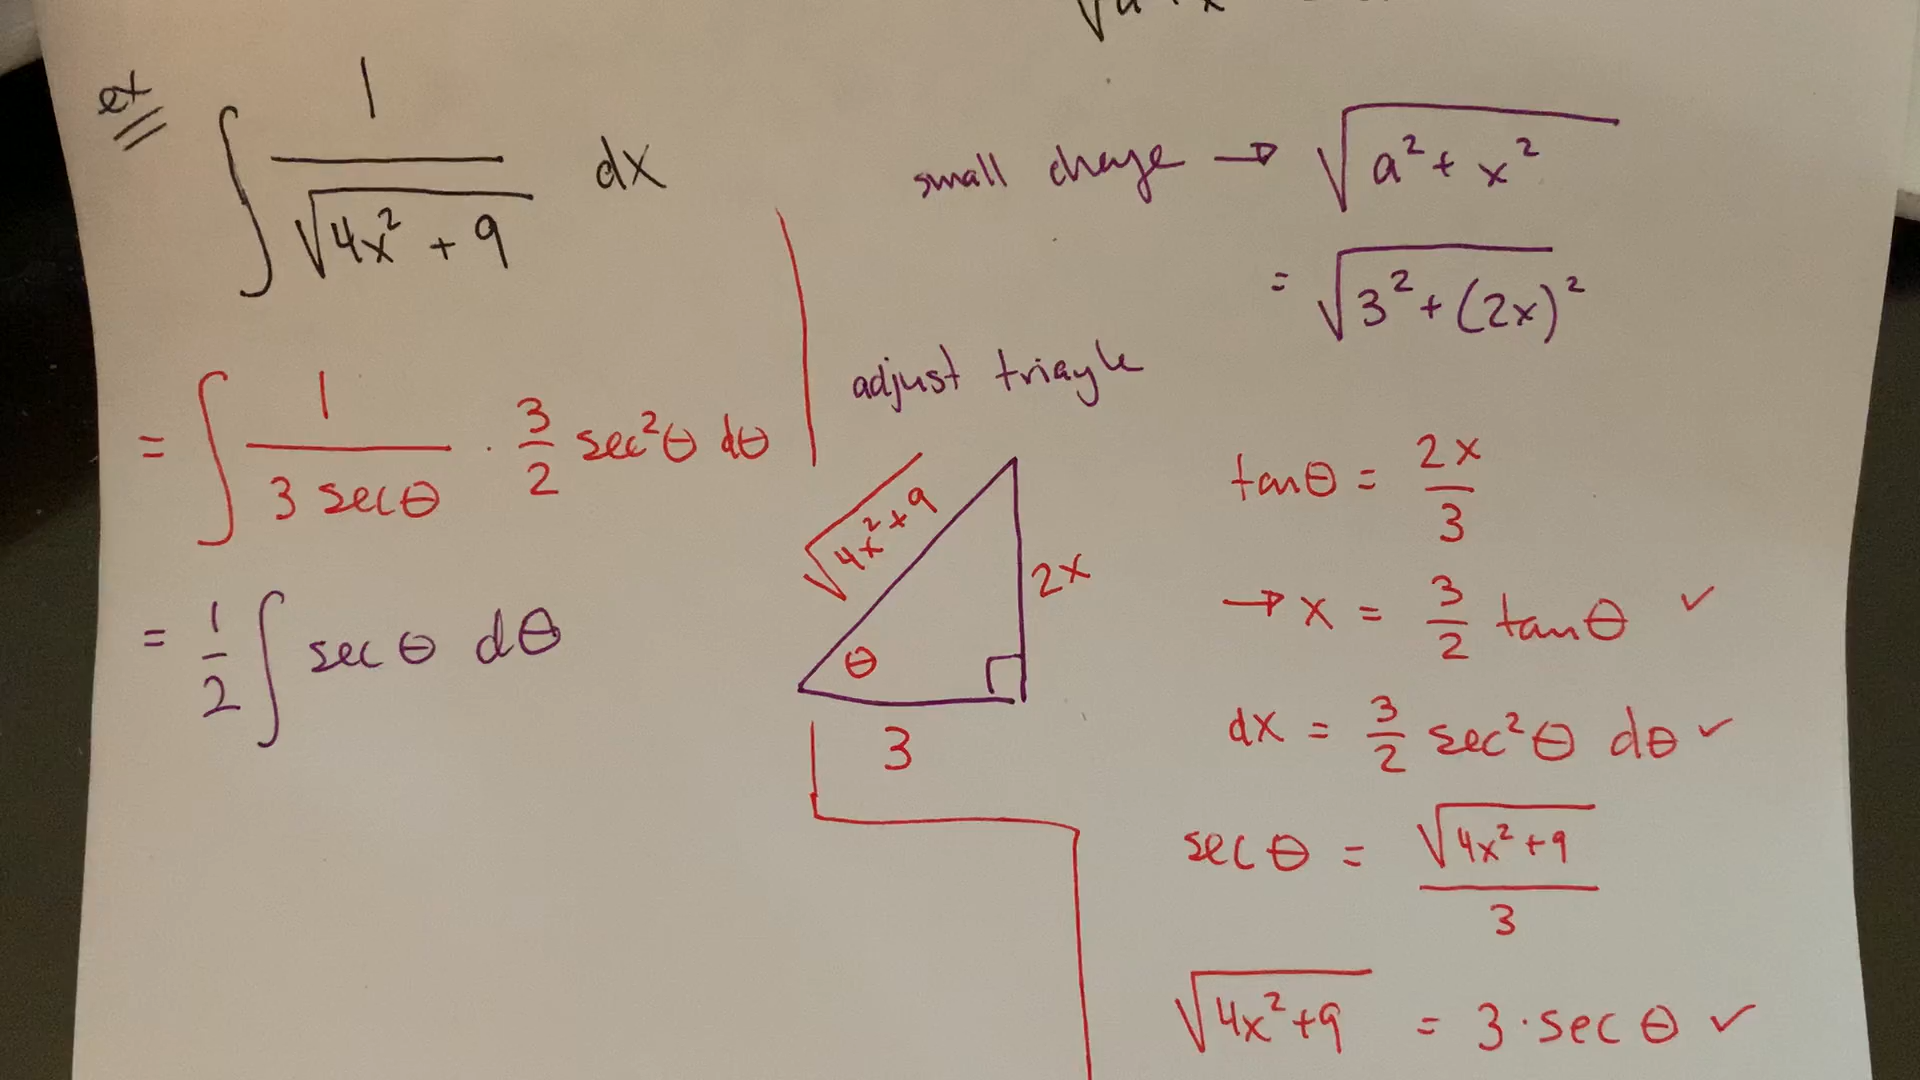 ex ∫ 1/√(4x² + 9) dx
small change → √(a² + x²)
= √(3² + (2x)²)
= ∫ 1/(3 secθ) · 3/2 sec²θ dθ
= 1/2 ∫ secθ dθ
adjust triangle
√(4x²+9)
2x
θ
3
tanθ = 2x/3
→ x = 3/2 tanθ ✓
dx = 3/2 sec²θ dθ ✓
secθ = √(4x²+9)/3
√(4x²+9) = 3·secθ ✓